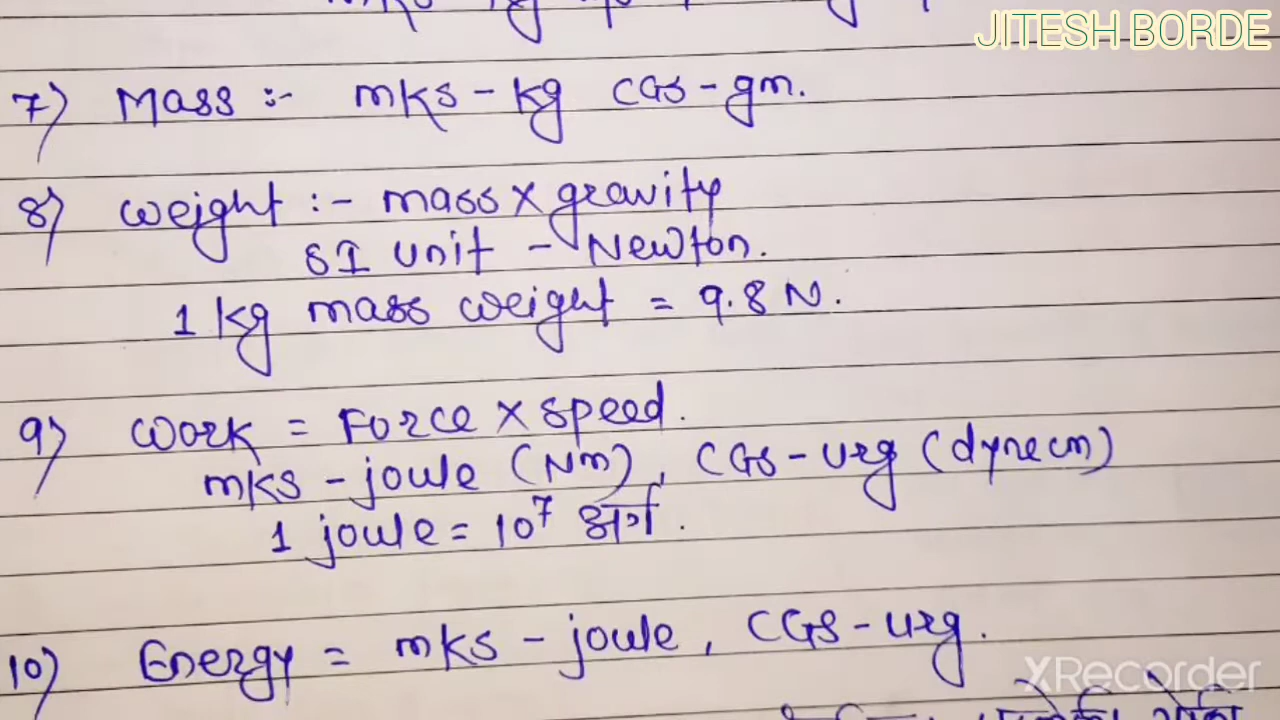 JITESH BORDE
7) Mass :- mks - kg CGS - gm.
8) weight :- mass X gravity
SI unit - Newton.
1 kg mass weight = 9.8 N.
9) work = Force X speed.
mks - joule (Nm), CGS - urg (dyne cm)
1 joule = 10⁷ अर्ग.
10) Energy = mks - joule, CGS - urg.
XRecorder